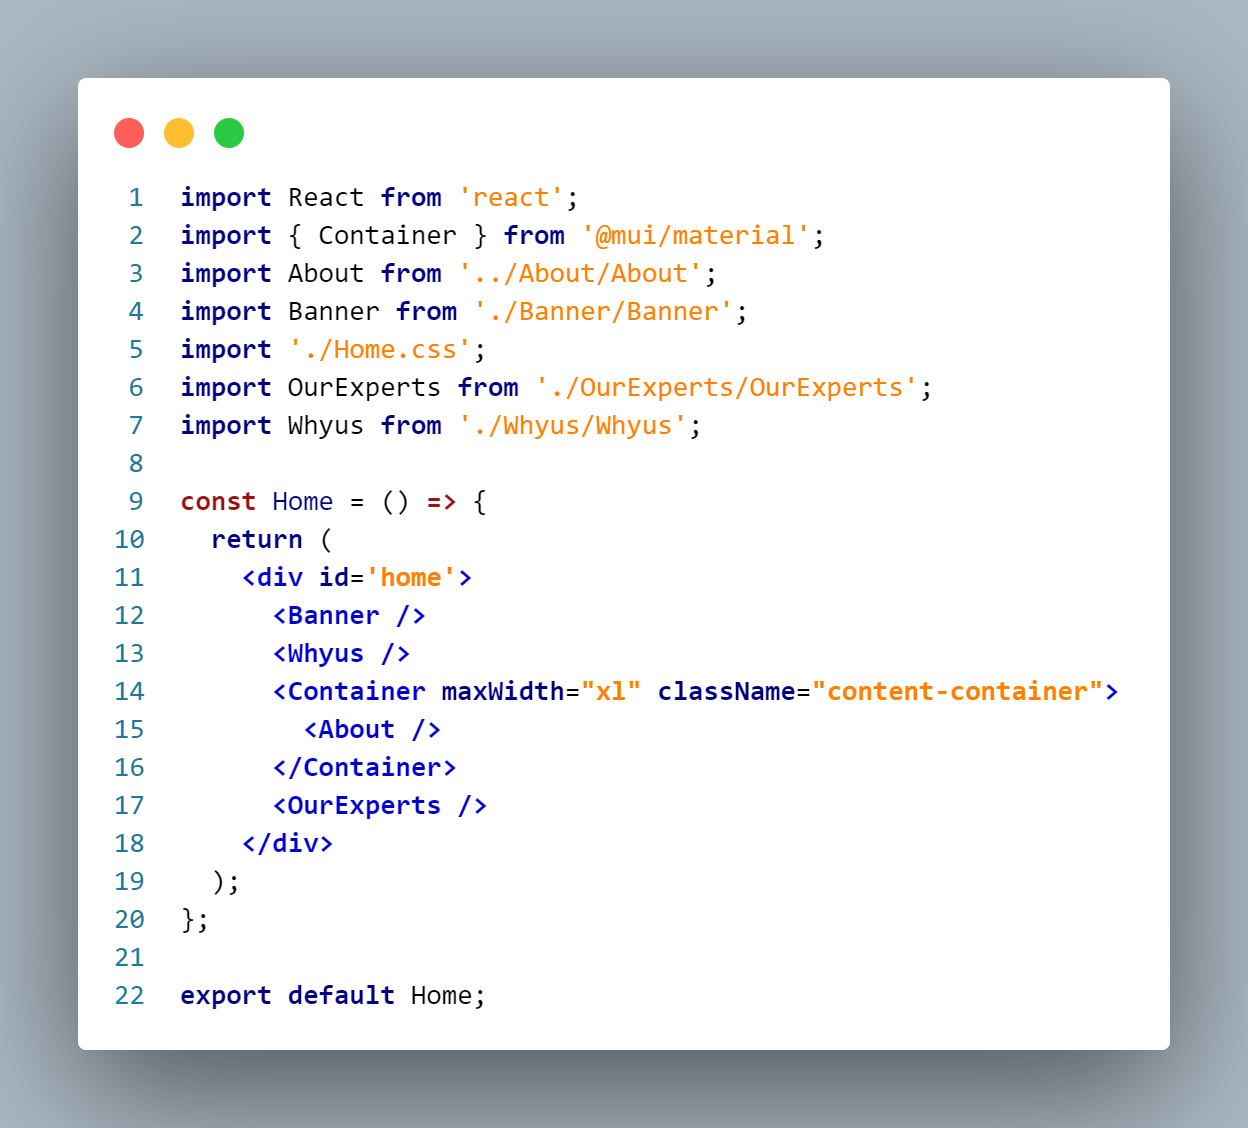 1 import React from 'react';
2 import { Container } from '@mui/material';
3 import About from '../About/About';
4 import Banner from './Banner/Banner';
5 import './Home.css';
6 import OurExperts from './OurExperts/OurExperts';
7 import Whyus from './Whyus/Whyus';
8
9 const Home = () => {
10   return (
11     <div id='home'>
12       <Banner />
13       <Whyus />
14       <Container maxWidth="xl" className="content-container">
15         <About />
16       </Container>
17       <OurExperts />
18     </div>
19   );
20 };
21
22 export default Home;